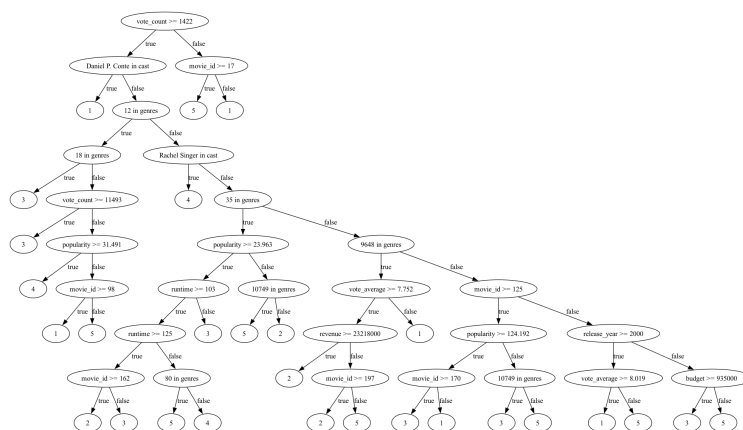 vote_count >= 1422
true false
Daniel P. Conte in cast movie_id >= 17
true false true false
1 12 in genres 5 1
true false
18 in genres Rachel Singer in cast
true false true false
3 vote_count >= 11493 4 35 in genres
true false true false
3 popularity >= 31.491 popularity >= 23.963 9648 in genres
true false true false true false
4 movie_id >= 98 runtime >= 103 10749 in genres vote_average >= 7.752 movie_id >= 125
true false true false true false true false true false
1 5 runtime >= 125 3 5 2 revenue >= 23218000 1 popularity >= 124.192 release_year >= 2000
true false true false true false true false
movie_id >= 162 80 in genres 2 movie_id >= 197 movie_id >= 170 10749 in genres vote_average >= 8.019 budget >= 935000
true false true false true false true false true false true false true false
2 3 5 4 2 5 3 1 3 5 1 5 3 5